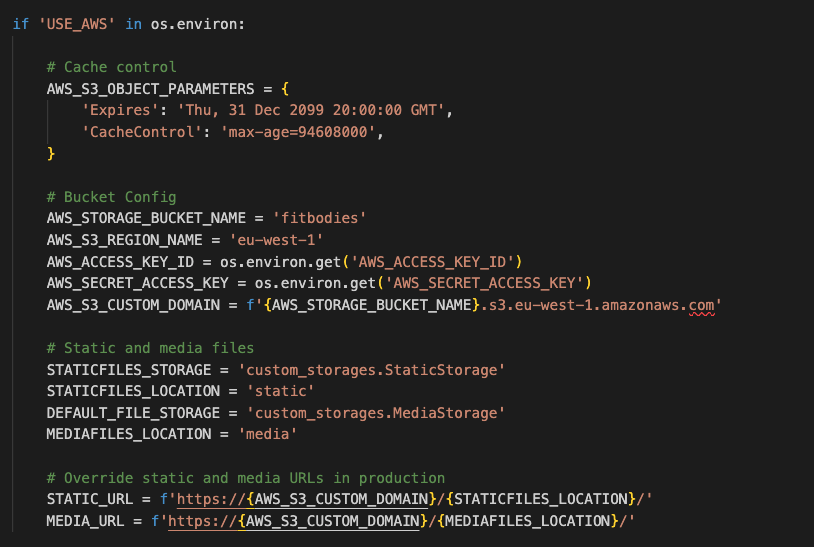 if 'USE_AWS' in os.environ:
# Cache control
AWS_S3_OBJECT_PARAMETERS = {
'Expires': 'Thu, 31 Dec 2099 20:00:00 GMT',
'CacheControl': 'max-age=94608000',
}
# Bucket Config
AWS_STORAGE_BUCKET_NAME = 'fitbodies'
AWS_S3_REGION_NAME = 'eu-west-1'
AWS_ACCESS_KEY_ID = os.environ.get('AWS_ACCESS_KEY_ID')
AWS_SECRET_ACCESS_KEY = os.environ.get('AWS_SECRET_ACCESS_KEY')
AWS_S3_CUSTOM_DOMAIN = f'{AWS_STORAGE_BUCKET_NAME}.s3.eu-west-1.amazonaws.com'
# Static and media files
STATICFILES_STORAGE = 'custom_storages.StaticStorage'
STATICFILES_LOCATION = 'static'
DEFAULT_FILE_STORAGE = 'custom_storages.MediaStorage'
MEDIAFILES_LOCATION = 'media'
# Override static and media URLs in production
STATIC_URL = f'https://{AWS_S3_CUSTOM_DOMAIN}/{STATICFILES_LOCATION}/'
MEDIA_URL = f'https://{AWS_S3_CUSTOM_DOMAIN}/{MEDIAFILES_LOCATION}/'